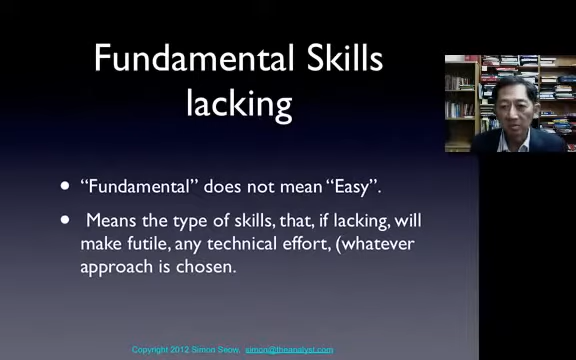 Fundamental Skills
lacking
• “Fundamental” does not mean “Easy”.
• Means the type of skills, that, if lacking, will
make futile, any technical effort, (whatever
approach is chosen.
Copyright 2012 Simon Snow, simon@theanalyst.com